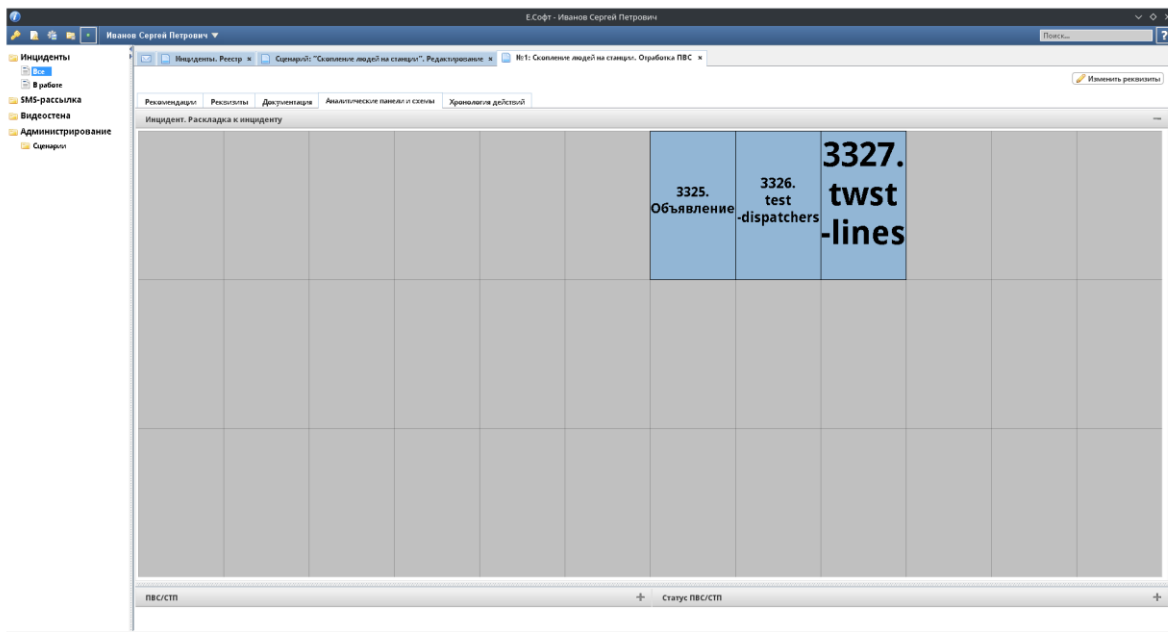 Е.Софт - Иванов Сергей Петрович
Иванов Сергей Петрович
Поиск...
?
Инциденты
Все
В работе
SMS-рассылка
Видеостена
Администрирование
Сценарии
Инциденты. Реестр
Сценарий: "Скопление людей на станции". Редактирование
№1: Скопление людей на станции. Отработка ПВС
Изменить реквизиты
Рекомендации
Реквизиты
Документация
Аналитические панели и схемы
Хронология действий
Инцидент. Раскладка к инциденту
3325.
Объявление
3326.
test
-dispatchers
3327.
twst
-lines
ПВС/СТП
Статус ПВС/СТП